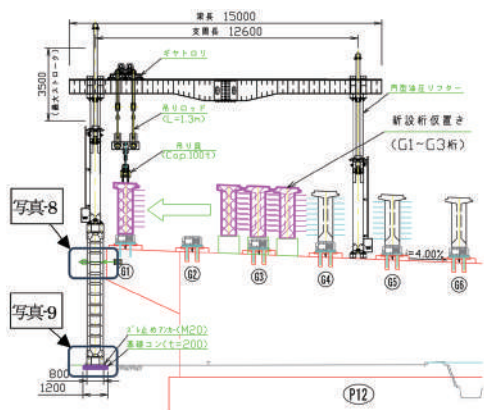 梁長 15000
支間長 12600
ギヤトロリ
3500
(最大ストローク)
吊りロッド
(L=1.3m)
門型油圧リフター
吊り具
(Cap.100t)
新設桁仮置き
(G1~G3桁)
写真-8
i=4.00%
G1
G2
G3
G4
G5
G6
写真-9
ズレ止めアンカー(M20)
基礎コン(t=200)
800
1200
P12